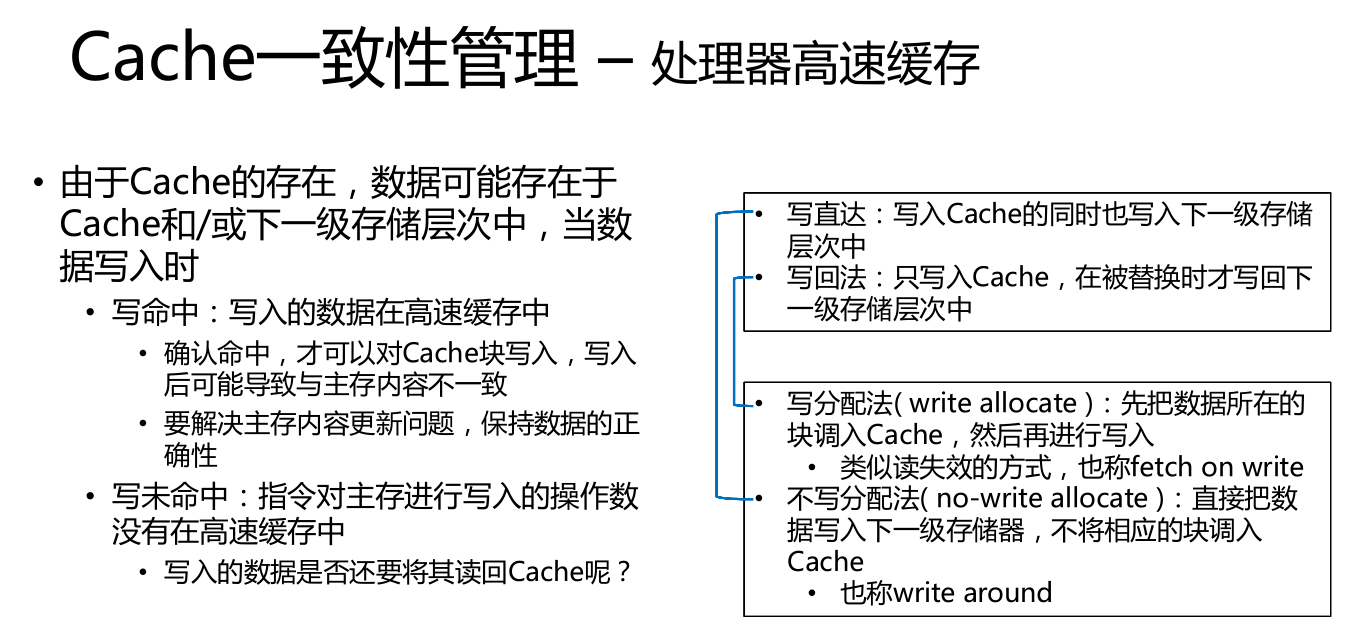 Cache一致性管理 – 处理器高速缓存
• 由于Cache的存在，数据可能存在于
Cache和/或下一级存储层次中，当数
据写入时
• 写命中：写入的数据在高速缓存中
• 确认命中，才可以对Cache块写入，写入
后可能导致与主存内容不一致
• 要解决主存内容更新问题，保持数据的正
确性
• 写未命中：指令对主存进行写入的操作数
没有在高速缓存中
• 写入的数据是否还要将其读回Cache呢？
• 写直达：写入Cache的同时也写入下一级存储
层次中
• 写回法：只写入Cache，在被替换时才写回下
一级存储层次中
• 写分配法( write allocate )：先把数据所在的
块调入Cache，然后再进行写入
• 类似读失效的方式，也称fetch on write
• 不写分配法( no-write allocate )：直接把数
据写入下一级存储器，不将相应的块调入
Cache
• 也称write around